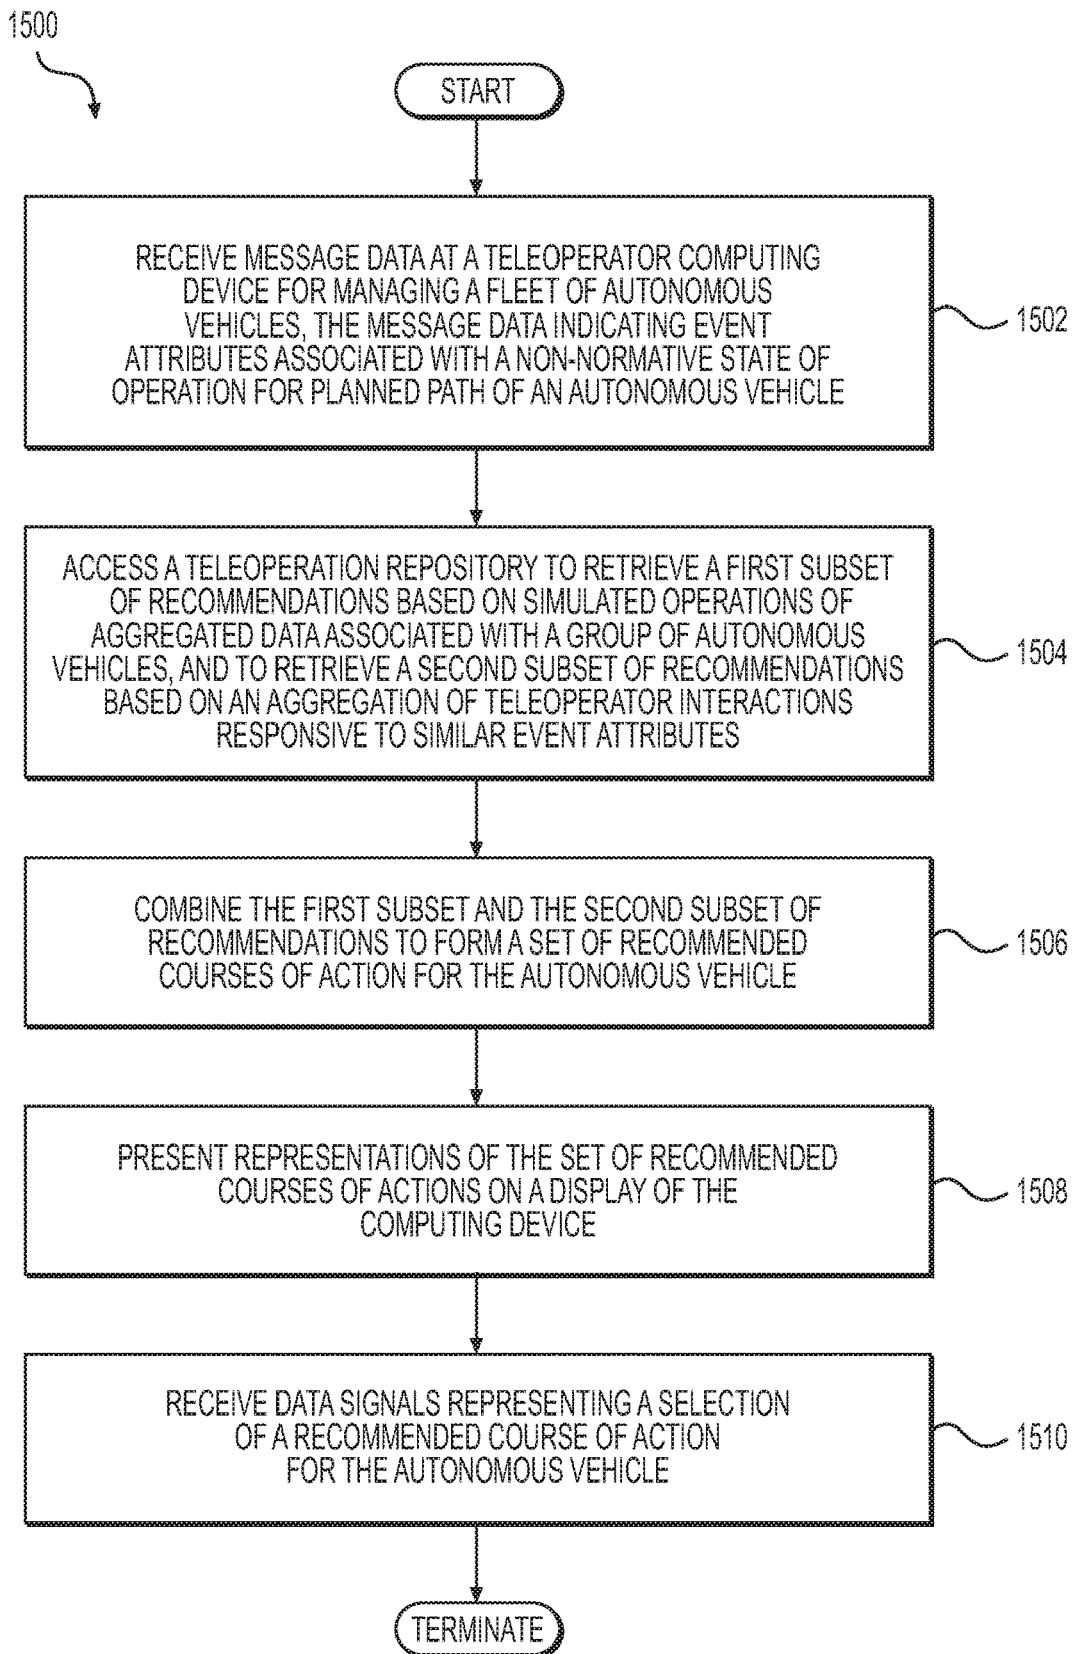 1500
START
RECEIVE MESSAGE DATA AT A TELEOPERATOR COMPUTING
DEVICE FOR MANAGING A FLEET OF AUTONOMOUS
VEHICLES, THE MESSAGE DATA INDICATING EVENT
ATTRIBUTES ASSOCIATED WITH A NON-NORMATIVE STATE OF
OPERATION FOR PLANNED PATH OF AN AUTONOMOUS VEHICLE
1502
ACCESS A TELEOPERATION REPOSITORY TO RETRIEVE A FIRST SUBSET
OF RECOMMENDATIONS BASED ON SIMULATED OPERATIONS OF
AGGREGATED DATA ASSOCIATED WITH A GROUP OF AUTONOMOUS
VEHICLES, AND TO RETRIEVE A SECOND SUBSET OF RECOMMENDATIONS
BASED ON AN AGGREGATION OF TELEOPERATOR INTERACTIONS
RESPONSIVE TO SIMILAR EVENT ATTRIBUTES
1504
COMBINE THE FIRST SUBSET AND THE SECOND SUBSET OF
RECOMMENDATIONS TO FORM A SET OF RECOMMENDED
COURSES OF ACTION FOR THE AUTONOMOUS VEHICLE
1506
PRESENT REPRESENTATIONS OF THE SET OF RECOMMENDED
COURSES OF ACTIONS ON A DISPLAY OF THE
COMPUTING DEVICE
1508
RECEIVE DATA SIGNALS REPRESENTING A SELECTION
OF A RECOMMENDED COURSE OF ACTION
FOR THE AUTONOMOUS VEHICLE
1510
TERMINATE